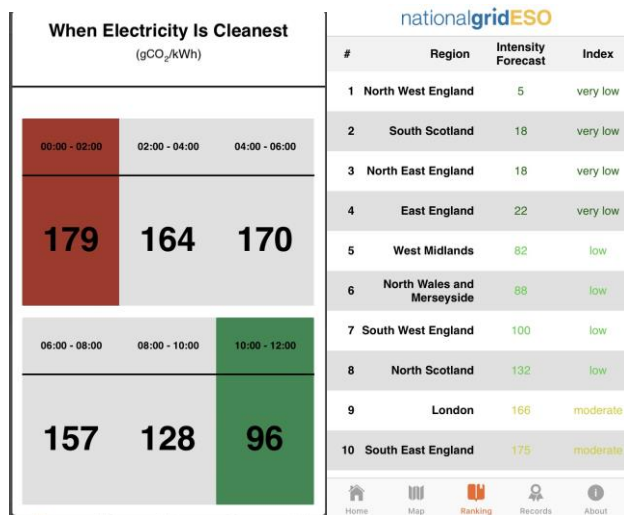 When Electricity Is Cleanest
(gCO₂/kWh)
00:00 - 02:00 02:00 - 04:00 04:00 - 06:00
179 164 170
06:00 - 08:00 08:00 - 10:00 10:00 - 12:00
157 128 96
nationalgridESO
# Region Intensity Forecast Index
1 North West England 5 very low
2 South Scotland 18 very low
3 North East England 18 very low
4 East England 22 very low
5 West Midlands 82 low
6 North Wales and Merseyside 88 low
7 South West England 100 low
8 North Scotland 132 low
9 London 166 moderate
10 South East England 175 moderate
Home Map Ranking Records About